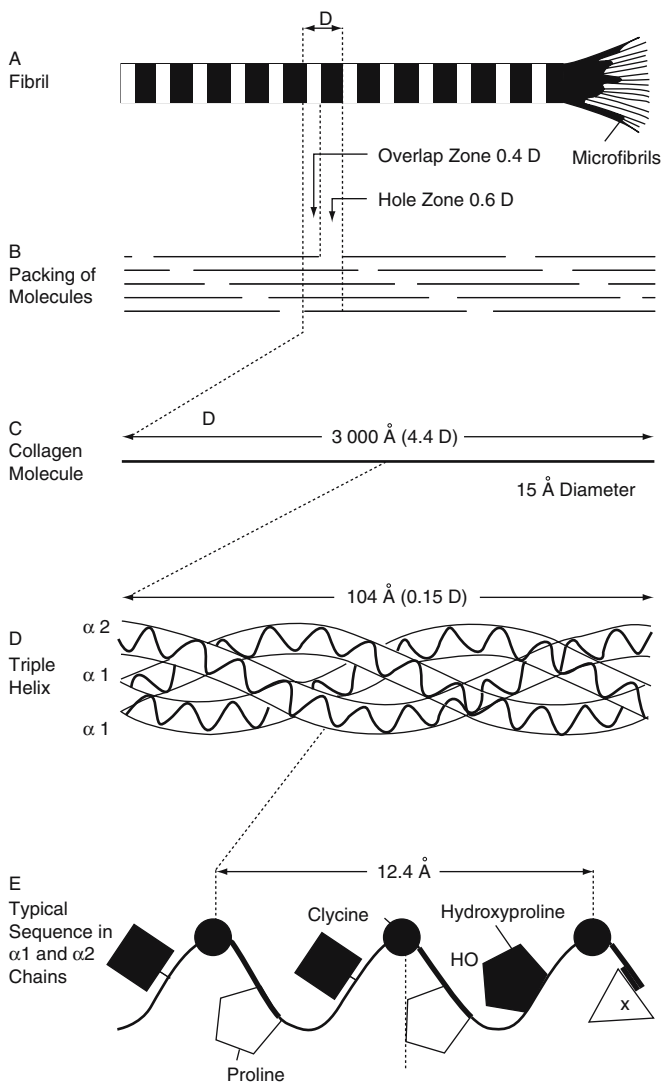 D
A
Fibril
Microfibrils
Overlap Zone 0.4 D
Hole Zone 0.6 D
B
Packing of
Molecules
D
C
Collagen
Molecule
3 000 Å (4.4 D)
15 Å Diameter
104 Å (0.15 D)
D
Triple
Helix
α 2
α 1
α 1
12.4 Å
E
Typical
Sequence in
α1 and α2
Chains
Clycine
Hydroxyproline
HO
x
Proline